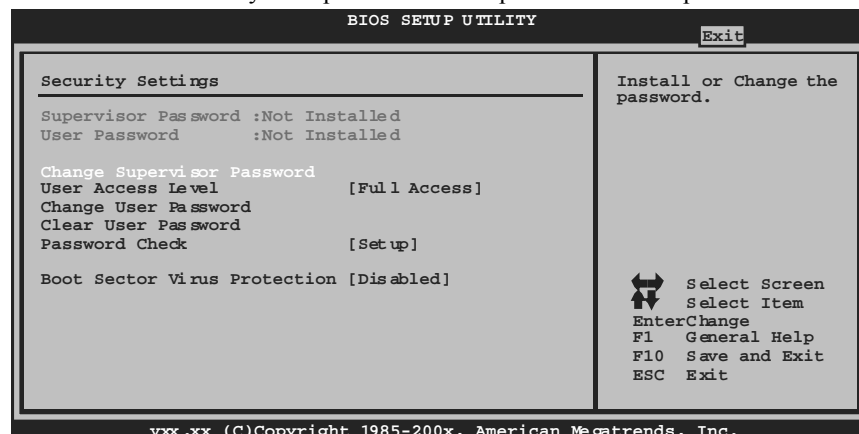 BIOS SETUP UTILITY
Exit
Security Settings
Supervisor Password :Not Installed
User Password :Not Installed
Change Supervisor Password
User Access Level [Full Access]
Change User Password
Clear User Password
Password Check [Setup]
Boot Sector Virus Protection [Disabled]
Install or Change the
password.
Select Screen
Select Item
EnterChange
F1 General Help
F10 Save and Exit
ESC Exit
vxx.xx (C)Copyright 1985-200x, American Megatrends, Inc.